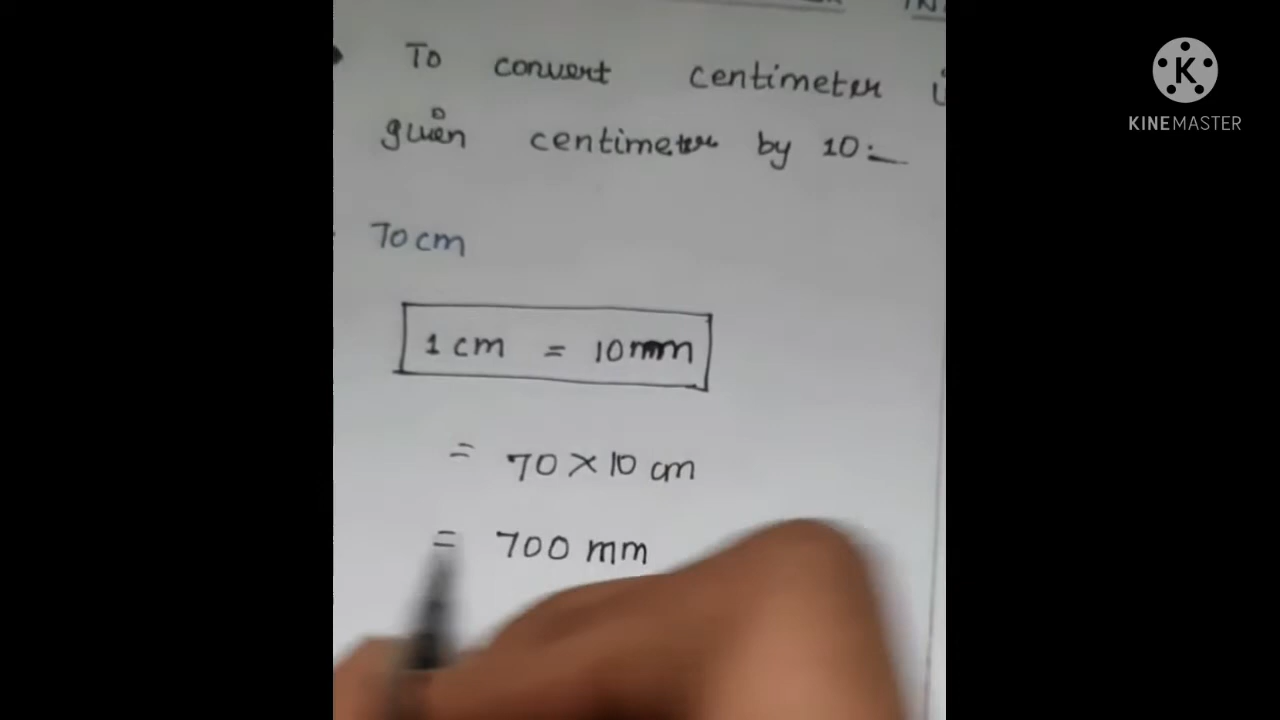 To convert centimeter
given centimeter by 10:-
70 cm
1 cm = 10mm
= 70 × 10 cm
= 700 mm
KINEMASTER